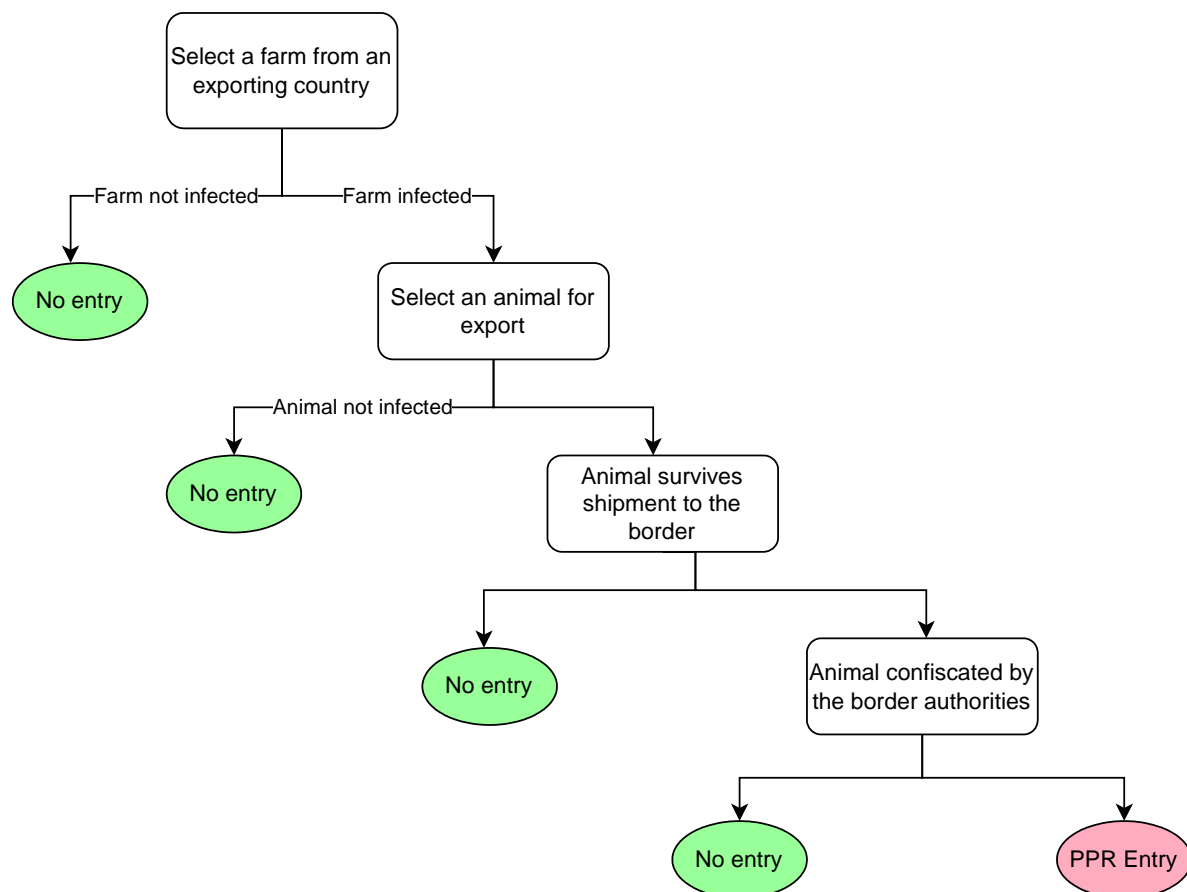 Select a farm from an
exporting country
Farm not infected
Farm infected
No entry
Select an animal for
export
Animal not infected
No entry
Animal survives
shipment to the
border
No entry
Animal confiscated by
the border authorities
No entry
PPR Entry